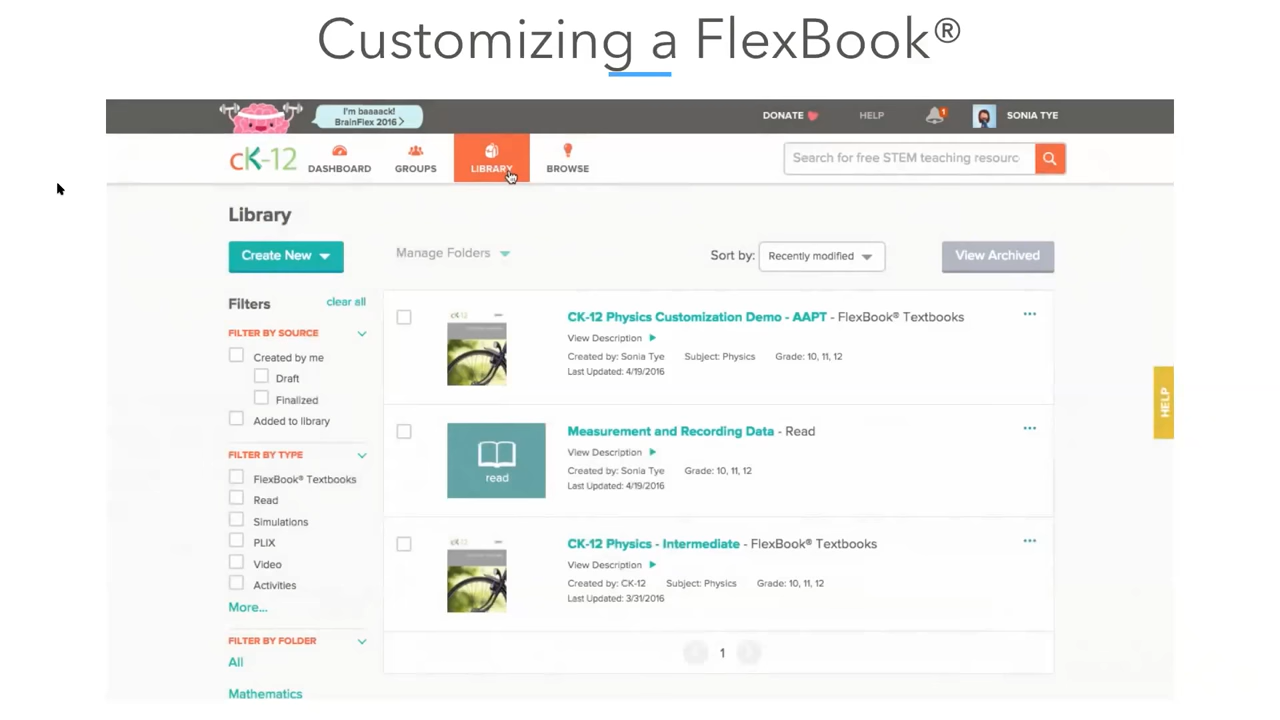 Customizing a FlexBook®
I'm baaaack!
BrainFlex 2016 >
DONATE
HELP
1
SONIA TYE
cK-12
DASHBOARD
GROUPS
LIBRARY
BROWSE
Search for free STEM teaching resourc
Library
Create New
Manage Folders
Sort by:
Recently modified
View Archived
Filters
clear all
FILTER BY SOURCE
Created by me
Draft
Finalized
Added to library
FILTER BY TYPE
FlexBook® Textbooks
Read
Simulations
PLIX
Video
Activities
More...
FILTER BY FOLDER
All
Mathematics
cK-12
CK-12 Physics Customization Demo - AAPT - FlexBook® Textbooks
View Description
Created by: Sonia Tye Subject: Physics Grade: 10, 11, 12
Last Updated: 4/19/2016
read
Measurement and Recording Data - Read
View Description
Created by: Sonia Tye Grade: 10, 11, 12
Last Updated: 4/19/2016
cK-12
CK-12 Physics - Intermediate - FlexBook® Textbooks
View Description
Created by: CK-12 Subject: Physics Grade: 10, 11, 12
Last Updated: 3/31/2016
1
HELP